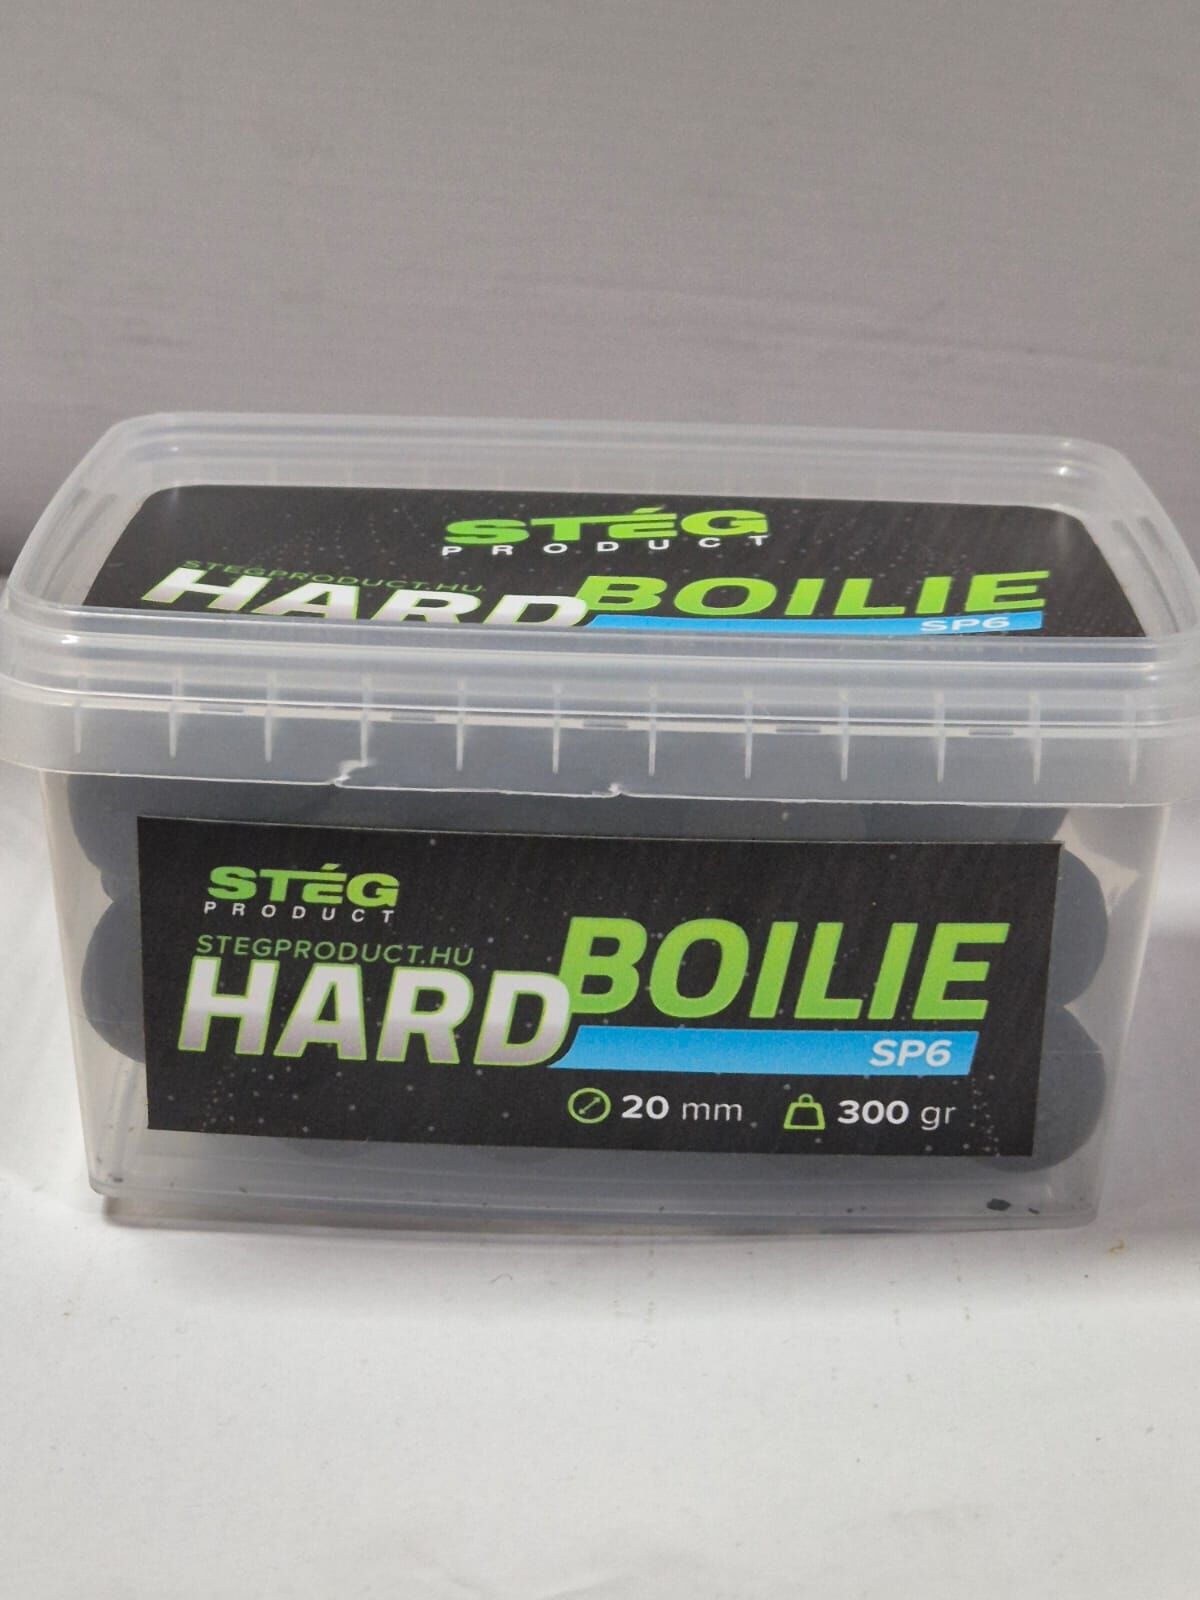 STÉG
PRODUCT
STEGPRODUCT.HU
HARD BOILIE
SP6
STÉG
PRODUCT
STEGPRODUCT.HU
HARD BOILIE
SP6
20 mm 300 gr